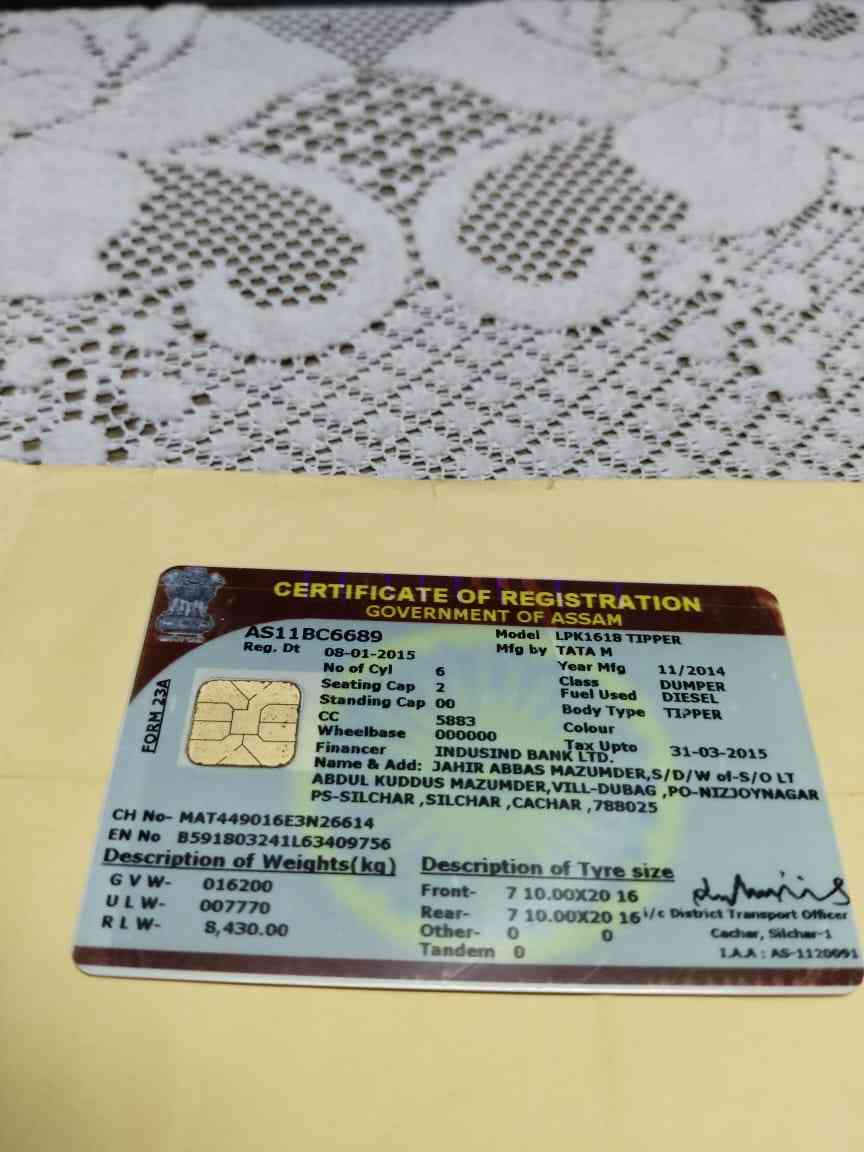 CERTIFICATE OF REGISTRATION
GOVERNMENT OF ASSAM
AS11BC6689 Model LPK1618 TIPPER
Reg. Dt 08-01-2015 Mfg by TATA M
No of Cyl 6 Year Mfg 11/2014
Seating Cap 2 Class DUMPER
Standing Cap 00 Fuel Used DIESEL
CC 5883 Body Type TIPPER
Wheelbase 000000 Colour
Financer INDUSIND BANK LTD. Tax Upto 31-03-2015
Name & Add: JAHIR ABBAS MAZUMDER,S/D/W of-S/O LT
ABDUL KUDDUS MAZUMDER,VILL-DUBAG ,PO-NIZJOYNAGAR
PS-SILCHAR ,SILCHAR ,CACHAR ,788025
FORM 23A
CH No- MAT449016E3N26614
EN No B591803241L63409756
Description of Weights(kg) Description of Tyre size
G V W- 016200 Front- 7 10.00X20 16
U L W- 007770 Rear- 7 10.00X20 16 i/c District Transport Officer
R L W- 8,430.00 Other- 0 0 Cachar, Silchar-1
Tandem 0 I.A.A : AS-1120091